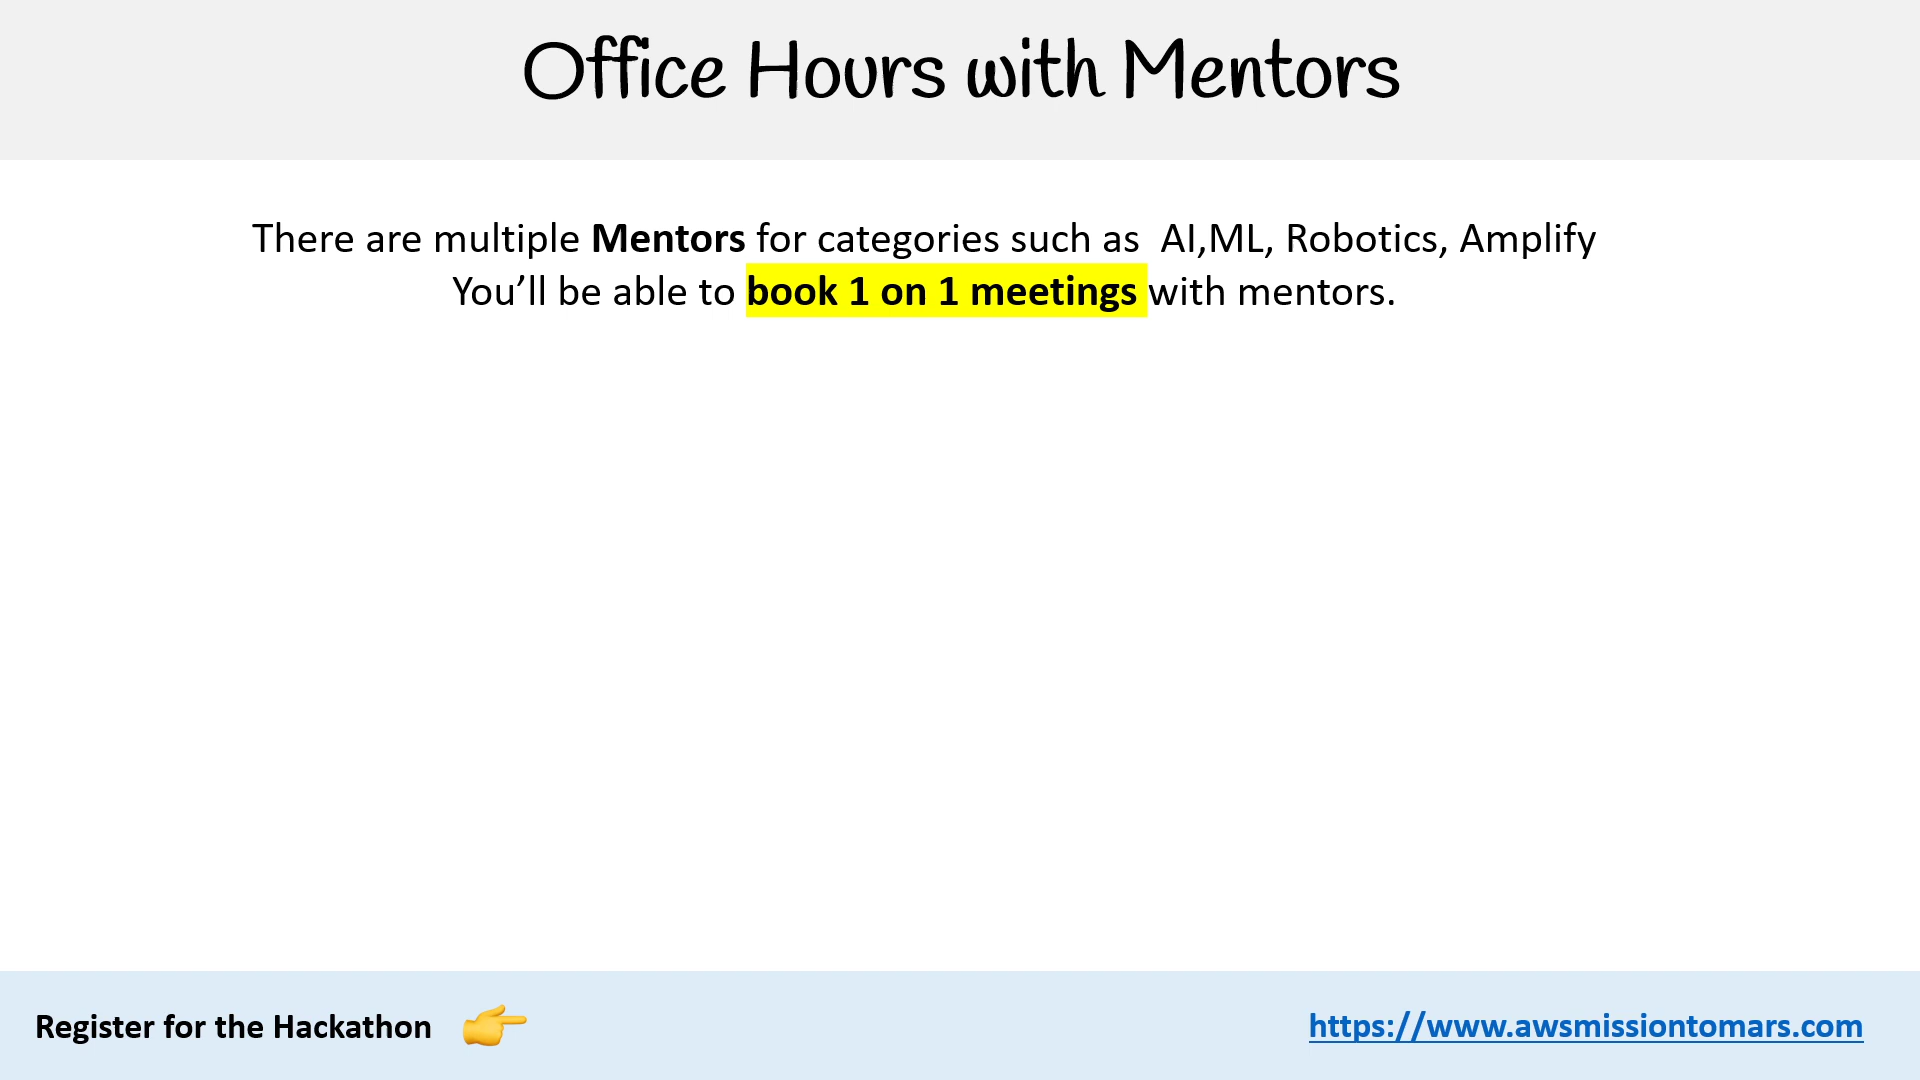 Office Hours with Mentors
There are multiple Mentors for categories such as  AI,ML, Robotics, Amplify
You’ll be able to book 1 on 1 meetings with mentors.
Register for the Hackathon
https://www.awsmissiontomars.com